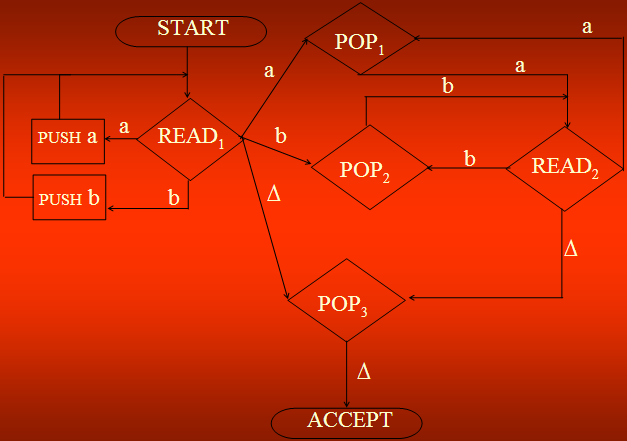 START
a
POP1
a
a
b
PUSH a
a
READ1
b
POP2
b
READ2
PUSH b
b
Δ
Δ
POP3
Δ
ACCEPT